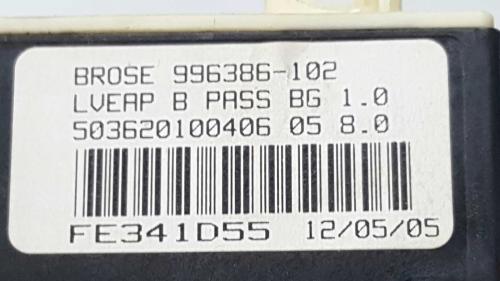 BROSE 996386-102
LVEAP B PASS BG 1.0
503620100406 05 8.0
FE341D55 12/05/05